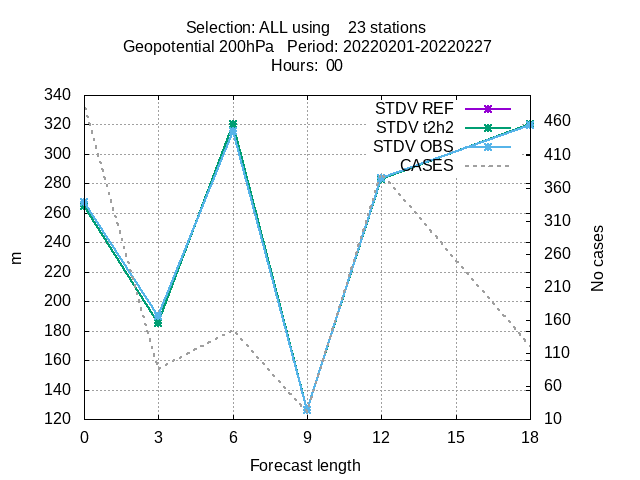 Selection: ALL using    23 stations
Geopotential 200hPa   Period: 20220201-20220227
Hours:  00
340
320
300
280
260
240
220
200
180
160
140
120
m
STDV REF
STDV t2h2
STDV OBS
CASES
460
410
360
310
260
210
160
110
60
10
No cases
0 3 6 9 12 15 18
Forecast length